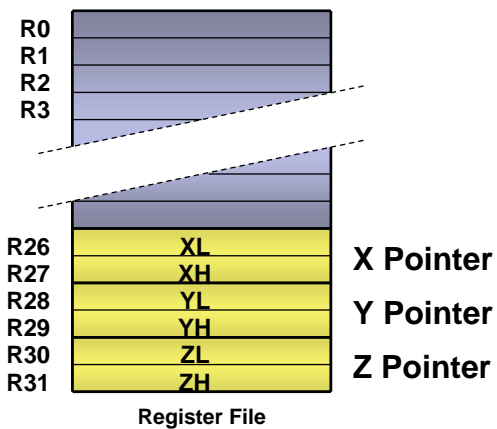 R0
R1
R2
R3
R26 XL
R27 XH
X Pointer
R28 YL
R29 YH
Y Pointer
R30 ZL
R31 ZH
Z Pointer
Register File